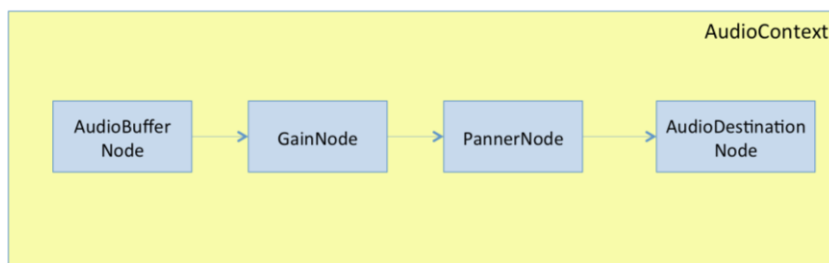 AudioContext
AudioBuffer
Node
GainNode
PannerNode
AudioDestination
Node